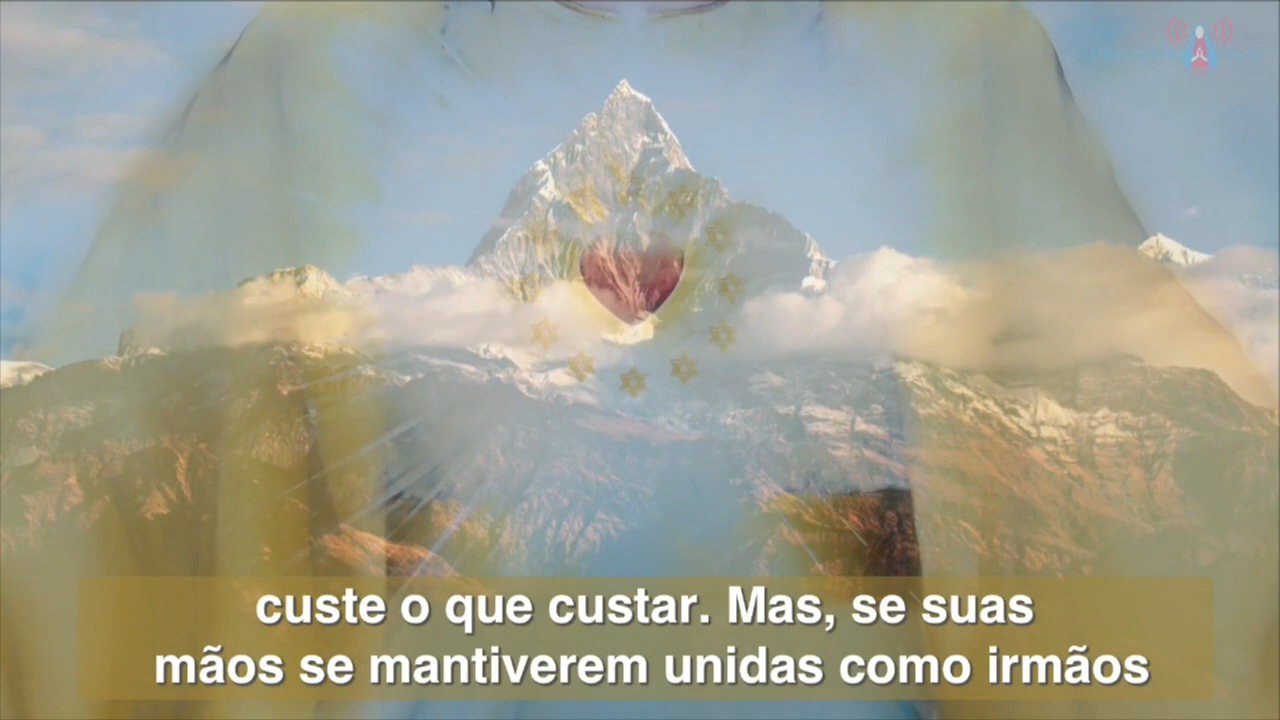 custe o que custar. Mas, se suas
mãos se mantiverem unidas como irmãos